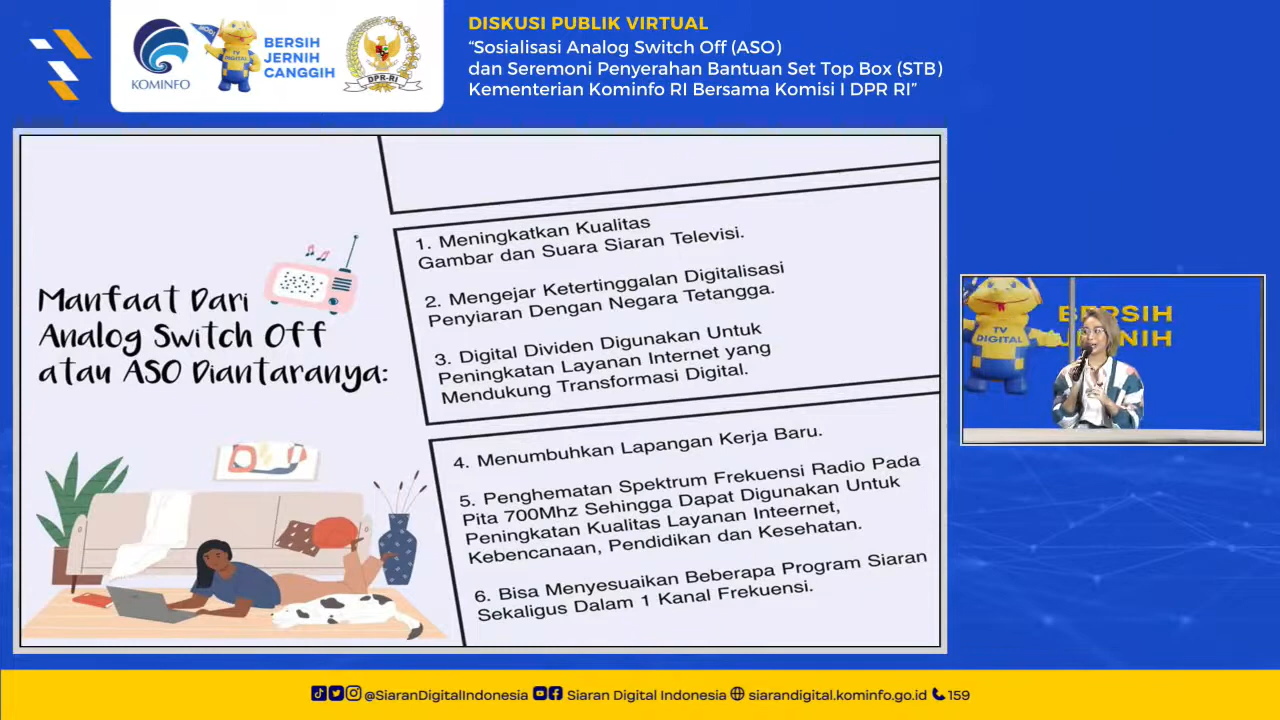 KOMINFO
MODI
TV
DIGITAL
BERSIH
JERNIH
CANGGIH
DPR-RI
DISKUSI PUBLIK VIRTUAL
“Sosialisasi Analog Switch Off (ASO)
dan Seremoni Penyerahan Bantuan Set Top Box (STB)
Kementerian Kominfo RI Bersama Komisi I DPR RI”
Manfaat Dari
Analog Switch Off
atau ASO Diantaranya:
1. Meningkatkan Kualitas
Gambar dan Suara Siaran Televisi.
2. Mengejar Ketertinggalan Digitalisasi
Penyiaran Dengan Negara Tetangga.
3. Digital Dividen Digunakan Untuk
Peningkatan Layanan Internet yang
Mendukung Transformasi Digital.
4. Menumbuhkan Lapangan Kerja Baru.
5. Penghematan Spektrum Frekuensi Radio Pada
Pita 700Mhz Sehingga Dapat Digunakan Untuk
Peningkatan Kualitas Layanan Inteernet,
Kebencanaan, Pendidikan dan Kesehatan.
6. Bisa Menyesuaikan Beberapa Program Siaran
Sekaligus Dalam 1 Kanal Frekuensi.
TV
DIGITAL
BERSIH
JERNIH
@SiaranDigitalIndonesia Siaran Digital Indonesia siarandigital.kominfo.go.id 159